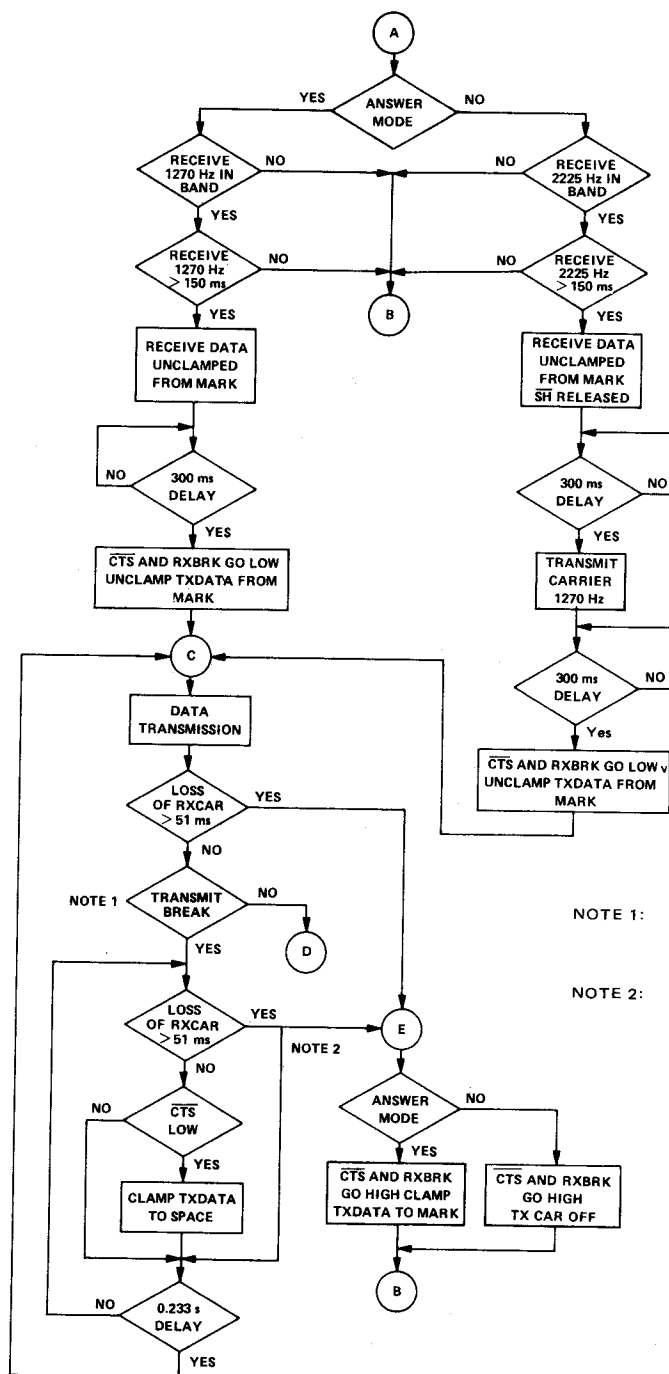 A
ANSWER
MODE
YES
NO
RECEIVE
1270 Hz IN
BAND
NO
YES
NO
RECEIVE
2225 Hz IN
BAND
YES
RECEIVE
1270 Hz
> 150 ms
NO
YES
B
NO
RECEIVE
2225 Hz
> 150 ms
YES
RECEIVE DATA
UNCLAMPED
FROM MARK
RECEIVE DATA
UNCLAMPED
FROM MARK
S̅H̅ RELEASED
NO
300 ms
DELAY
YES
300 ms
DELAY
NO
YES
C̅T̅S̅ AND RXBRK GO LOW
UNCLAMP TXDATA FROM
MARK
TRANSMIT
CARRIER
1270 Hz
C
300 ms
DELAY
NO
Yes
DATA
TRANSMISSION
C̅T̅S̅ AND RXBRK GO LOW v
UNCLAMP TXDATA FROM
MARK
LOSS
OF RXCAR
> 51 ms
YES
NO
NOTE 1
TRANSMIT
BREAK
NO
YES
D
NOTE 1:
NOTE 2:
LOSS
OF RXCAR
> 51 ms
YES
NO
NOTE 2
E
NO
C̅T̅S̅
LOW
YES
ANSWER
MODE
NO
YES
CLAMP TXDATA
TO SPACE
C̅T̅S̅ AND RXBRK
GO HIGH CLAMP
TXDATA TO MARK
C̅T̅S̅ AND RXBRK
GO HIGH
TX CAR OFF
NO
0.233 s
DELAY
YES
B